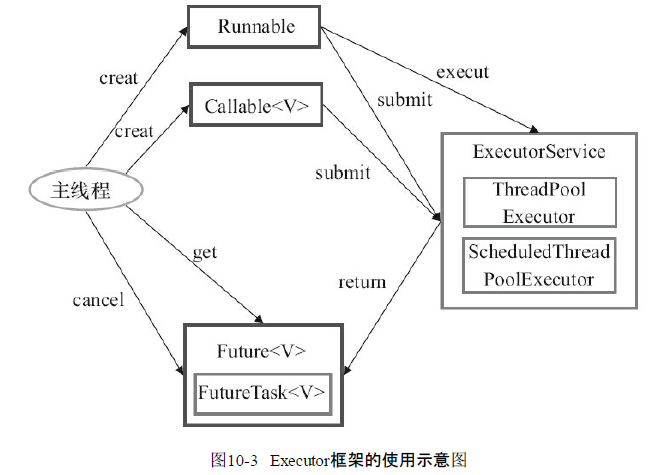 Runnable
creat
execut
submit
Callable<V>
creat
ExecutorService
submit
主线程
ThreadPool
Executor
ScheduledThread
PoolExecutor
get
return
cancel
Future<V>
FutureTask<V>
图10-3 Executor框架的使用示意图